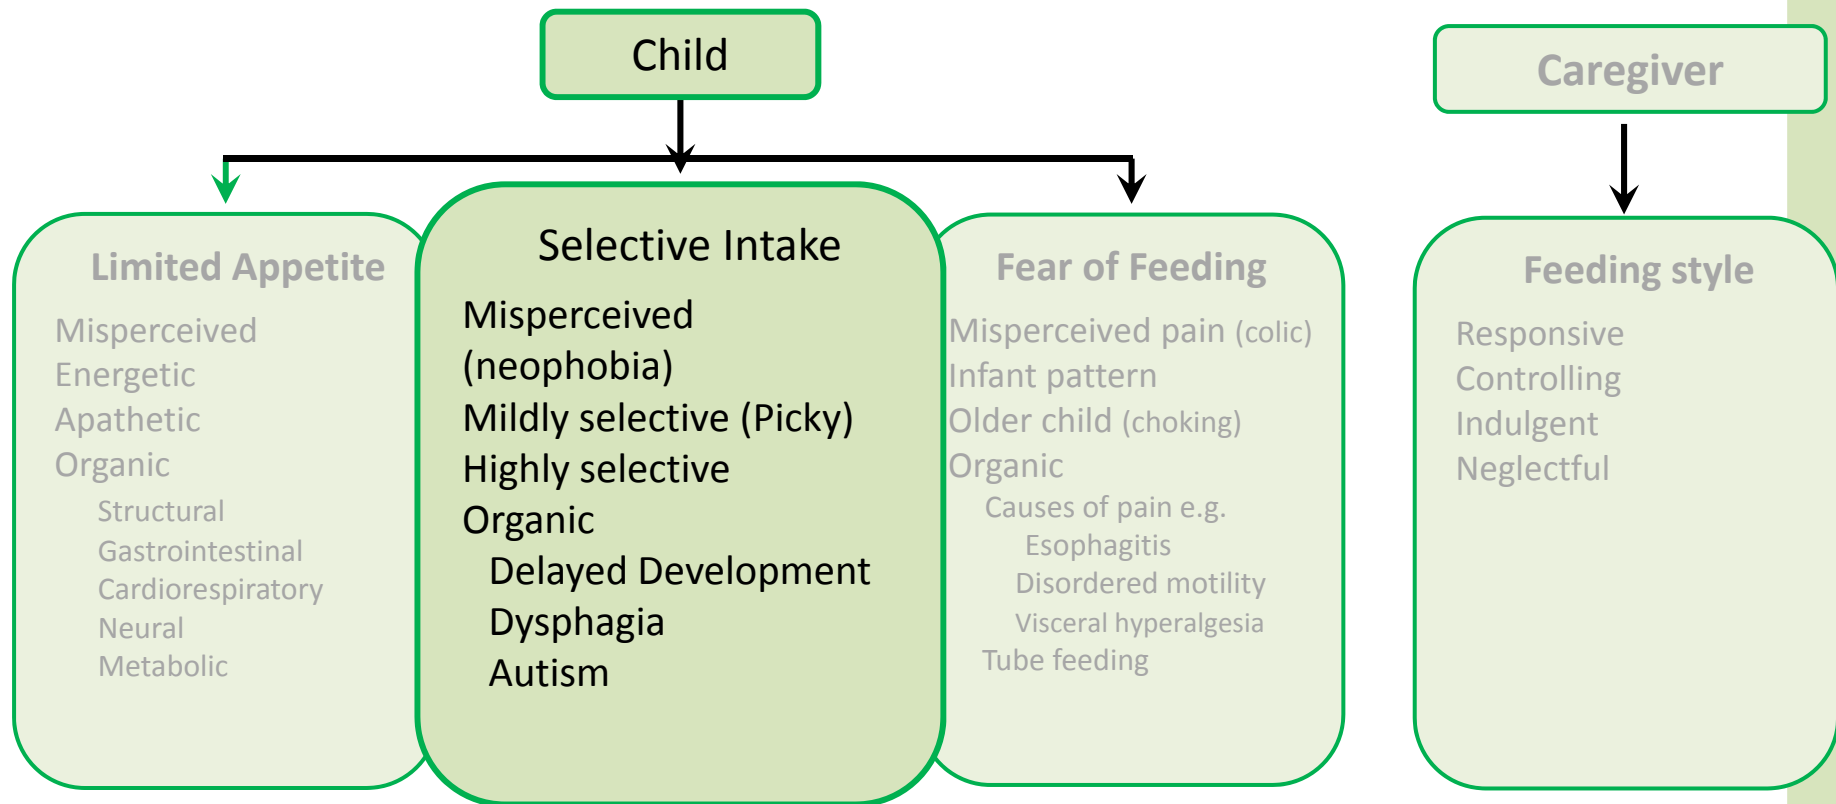 Child
Caregiver
Limited Appetite
Misperceived
Energetic
Apathetic
Organic
Structural
Gastrointestinal
Cardiorespiratory
Neural
Metabolic
Selective Intake
Misperceived
(neophobia)
Mildly selective (Picky)
Highly selective
Organic
Delayed Development
Dysphagia
Autism
Fear of Feeding
Misperceived pain (colic)
Infant pattern
Older child (choking)
Organic
Causes of pain e.g.
Esophagitis
Disordered motility
Visceral hyperalgesia
Tube feeding
Feeding style
Responsive
Controlling
Indulgent
Neglectful